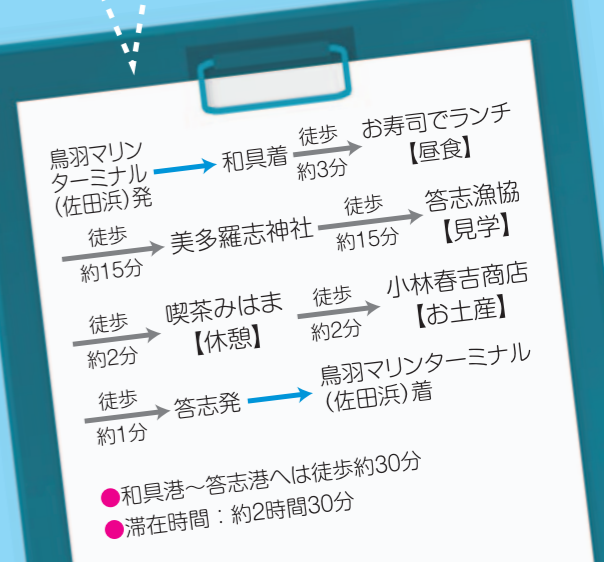 鳥羽マリン
ターミナル
(佐田浜)発
和具着
徒歩
約3分
お寿司でランチ
【昼食】
徒歩
約15分
美多羅志神社
徒歩
約15分
答志漁協
【見学】
徒歩
約2分
喫茶みはま
【休憩】
徒歩
約2分
小林春吉商店
【お土産】
徒歩
約1分
答志発
鳥羽マリンターミナル
(佐田浜)着
●和具港〜答志港へは徒歩約30分
●滞在時間：約2時間30分